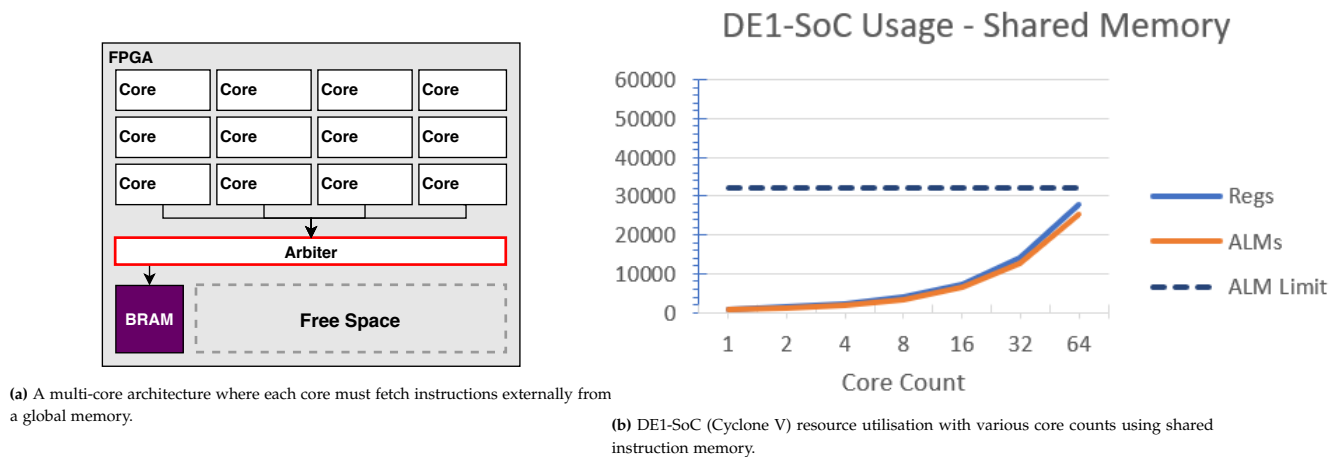 FPGA
Core Core Core Core
Core Core Core Core
Core Core Core Core
Arbiter
BRAM
Free Space
(a) A multi-core architecture where each core must fetch instructions externally from
a global memory.
DE1-SoC Usage - Shared Memory
60000
50000
40000
30000
20000
10000
0
1 2 4 8 16 32 64
Core Count
Regs
ALMs
ALM Limit
(b) DE1-SoC (Cyclone V) resource utilisation with various core counts using shared
instruction memory.